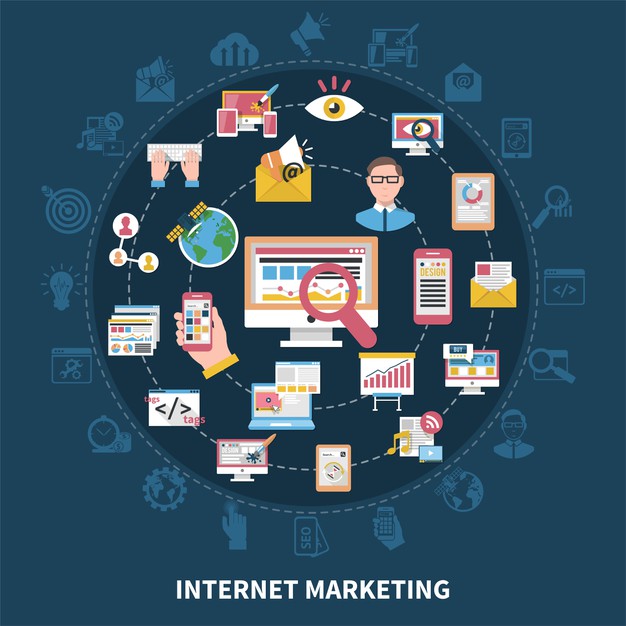 @
@
@
DESIGN
BUY
</>
tags
</>
tags
SEO
INTERNET MARKETING